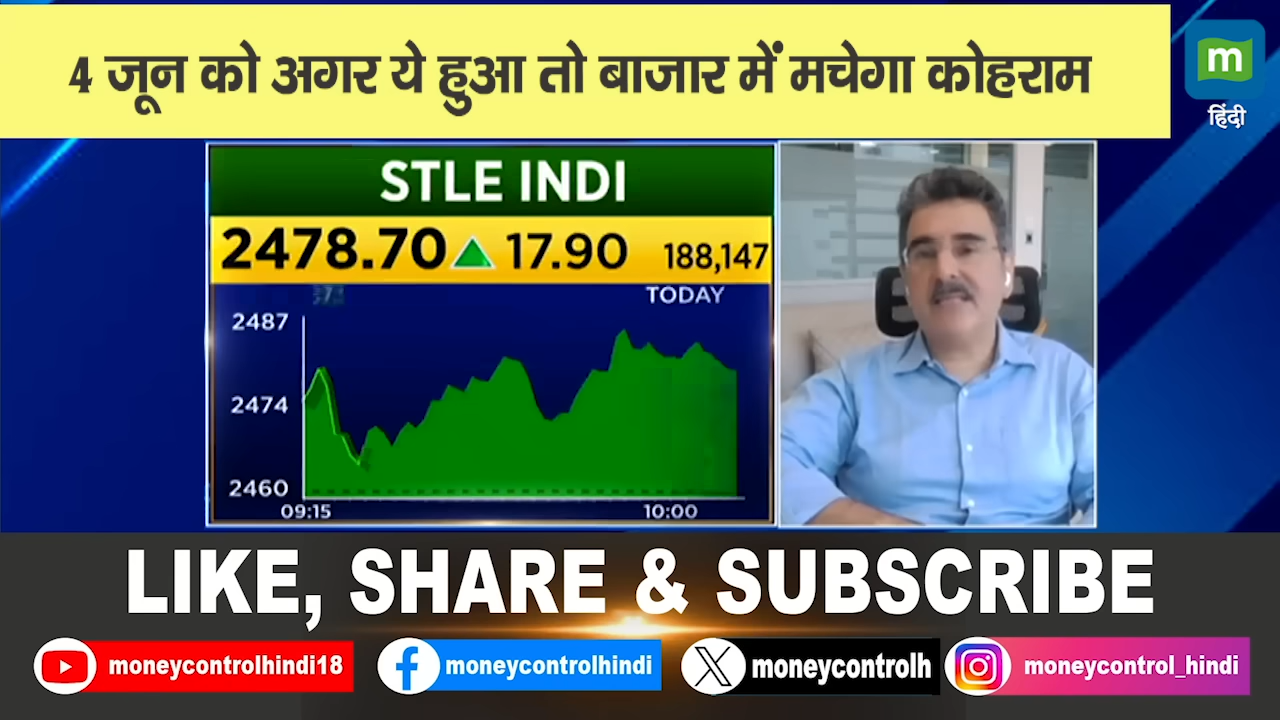 4 जून को अगर ये हुआ तो बाजार में मचेगा कोहराम
m
हिंदी
STLE INDI
2478.70 17.90 188,147
TODAY
2487
2474
2460
09:15 10:00
LIKE, SHARE & SUBSCRIBE
moneycontrolhindi18 moneycontrolhindi moneycontrolh moneycontrol_hindi